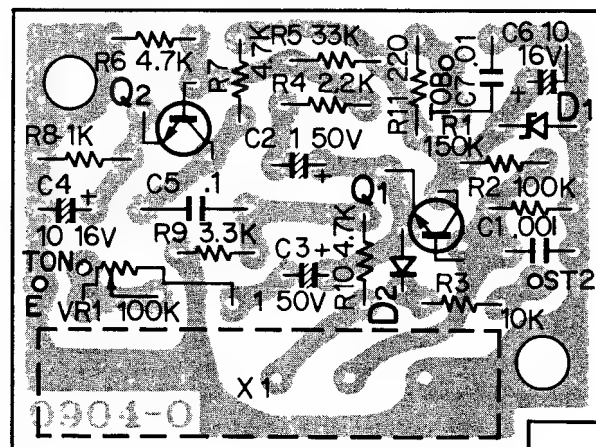 R6 4.7K
R7 4.7K
R5 33K
R4 2.2K
R11 220
TOB
C7 .01
C6 10
16V
+
D1
Q2
R8 1K
C2 1 50V
+
R1
150K
R2
100K
C4
+
10 16V
C5
.1
Q1
C1 .001
R9 3.3K
C3 +
1
50V
R10 4.7K
D2
R3
10K
ST2
TON
E
VR1
100K
X1
0901-0